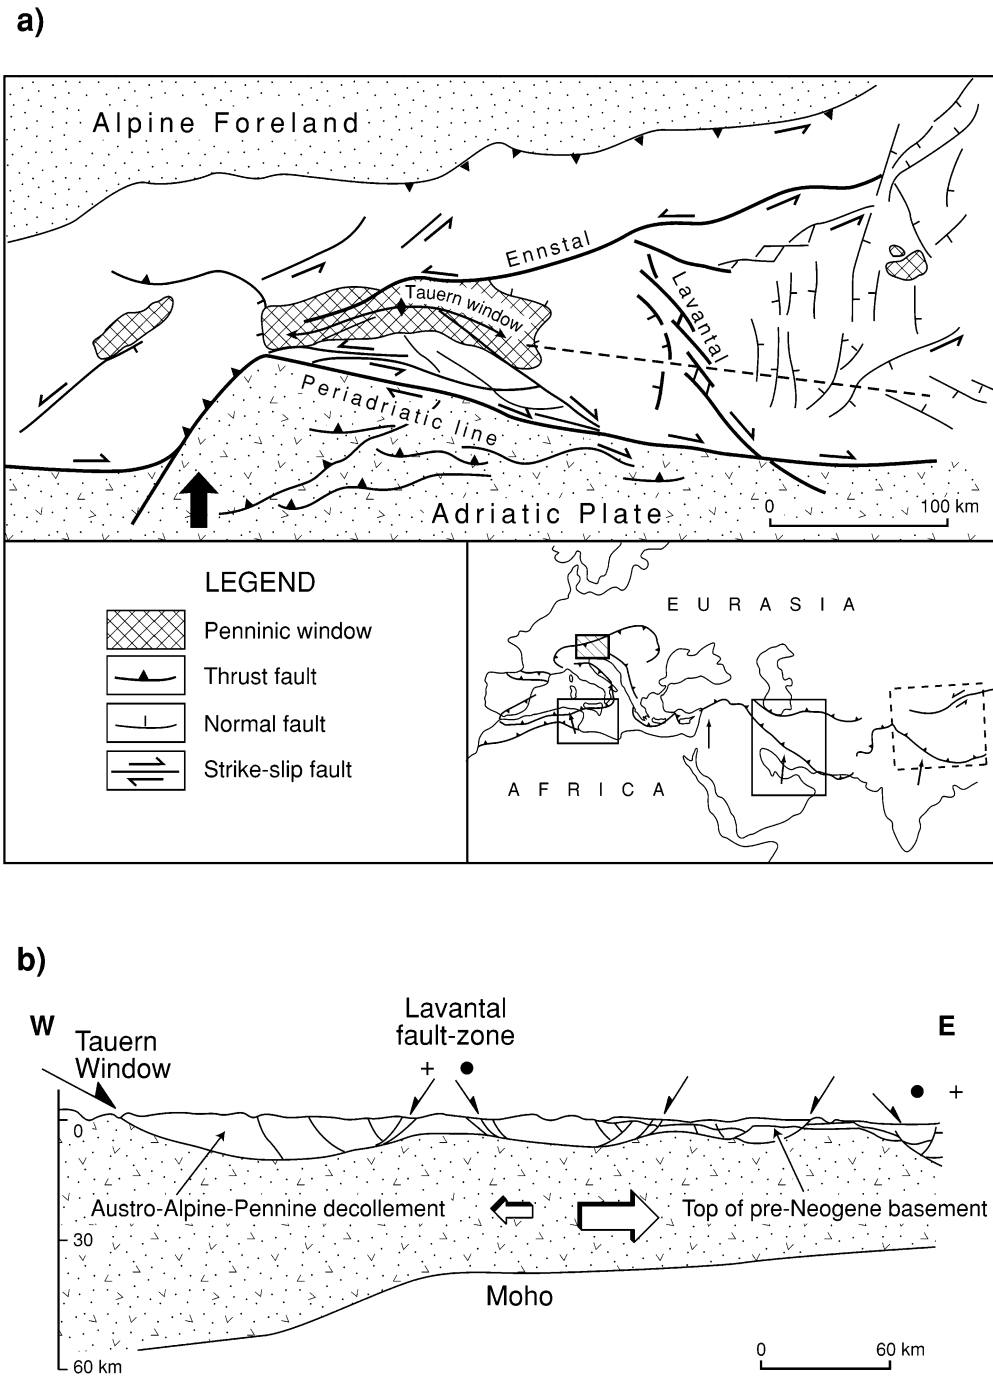 a)
Alpine Foreland
Ennstal
Tauern window
Lavantal
Periadriatic line
Adriatic Plate
0 100 km
LEGEND
Penninic window
Thrust fault
Normal fault
Strike-slip fault
EURASIA
AFRICA
b)
W
E
Tauern
Window
Lavantal
fault-zone
0
Austro-Alpine-Pennine decollement
Top of pre-Neogene basement
30
Moho
60 km
0 60 km